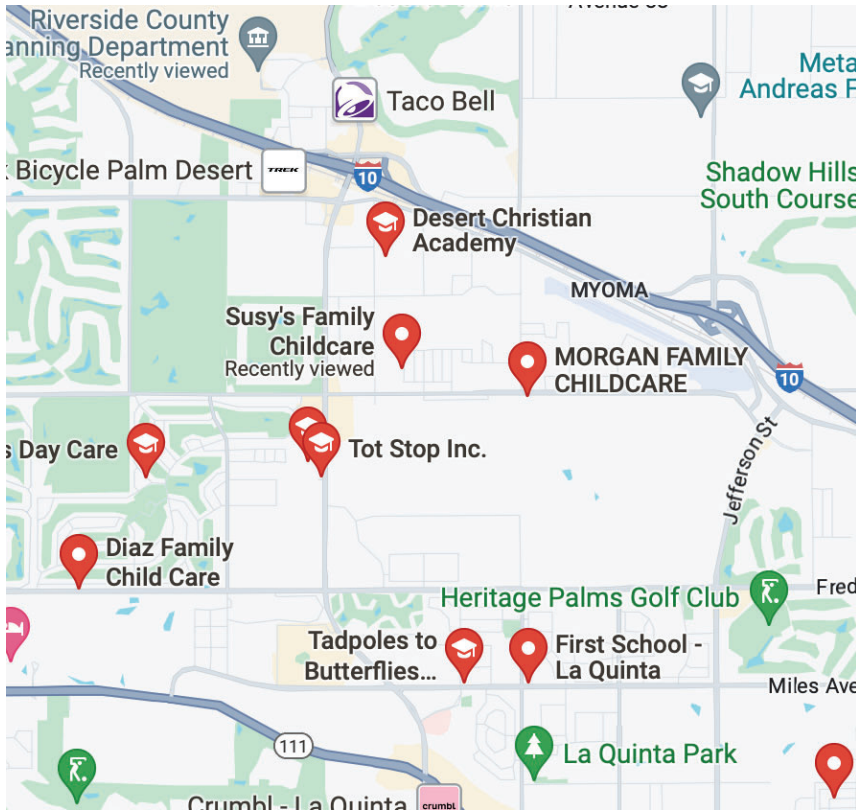 Avenue 38
Riverside County
anning Department
Recently viewed
Taco Bell
Meta
Andreas F
Bicycle Palm Desert
TREK
10
Shadow Hills
South Course
Desert Christian
Academy
MYOMA
Susy's Family
Childcare
Recently viewed
MORGAN FAMILY
CHILDCARE
10
s Day Care
Tot Stop Inc.
Jefferson St
Diaz Family
Child Care
Heritage Palms Golf Club
Fred
Tadpoles to
Butterflies...
First School -
La Quinta
Miles Ave
111
La Quinta Park
Crumbl - La Quinta
crumbl